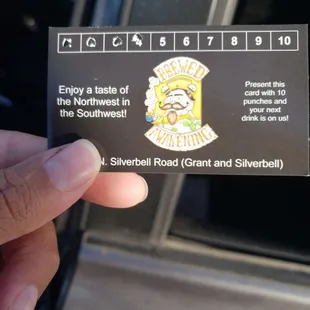 4 5 6 7 8 9 10
Enjoy a taste of
the Northwest in
the Southwest!
BREWED
AWAKENING
Present this
card with 10
punches and
your next
drink is on us!
N. Silverbell Road (Grant and Silverbell)